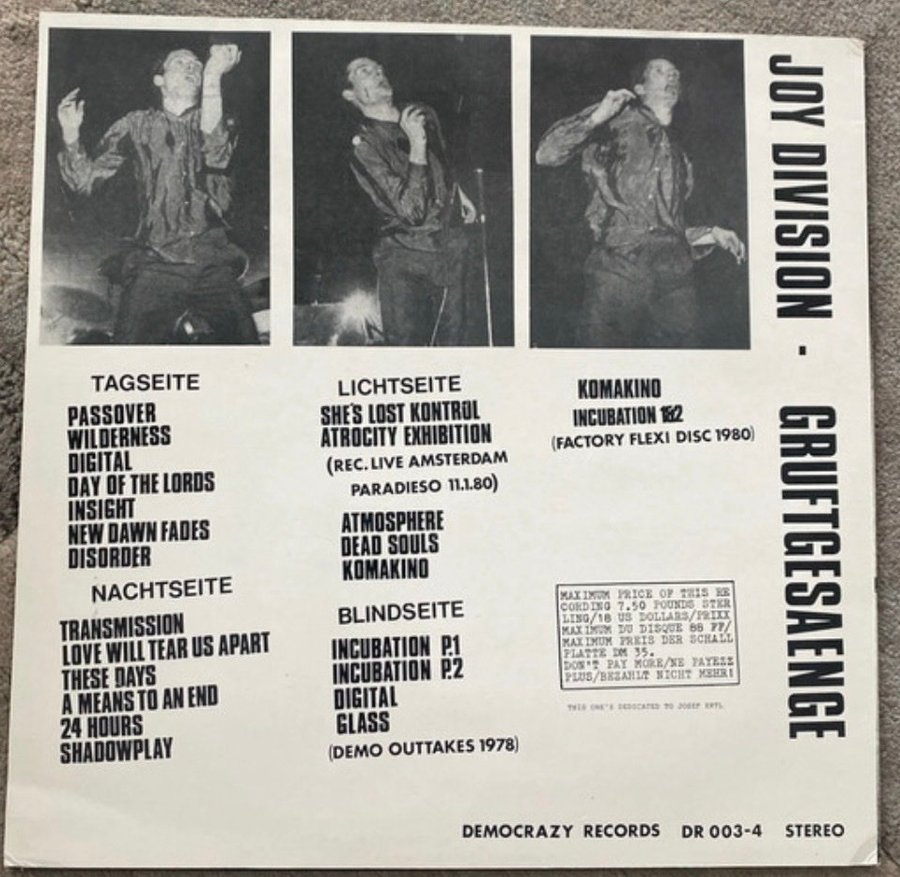 JOY DIVISION - GRUFTGESAENGE
TAGSEITE
PASSOVER
WILDERNESS
DIGITAL
DAY OF THE LORDS
INSIGHT
NEW DAWN FADES
DISORDER
NACHTSEITE
TRANSMISSION
LOVE WILL TEAR US APART
THESE DAYS
A MEANS TO AN END
24 HOURS
SHADOWPLAY
LICHTSEITE
SHE'S LOST KONTROL
ATROCITY EXHIBITION
(REC. LIVE AMSTERDAM
PARADIESO 11.1.80)
ATMOSPHERE
DEAD SOULS
KOMAKINO
BLINDSEITE
INCUBATION P.1
INCUBATION P.2
DIGITAL
GLASS
(DEMO OUTTAKES 1978)
KOMAKINO
INCUBATION 1&2
(FACTORY FLEXI DISC 1980)
MAXIMUM PRICE OF THIS RE
CORDING 7.50 POUNDS STER
LING/18 US DOLLARS/PRIXX
MAXIMUM DU DISQUE 88 FF/
MAXIMUM PREIS DER SCHALL
PLATTE DM 35.
DON'T PAY MORE/NE PAYEZZ
PLUS/BEZAHLT NICHT MEHR!
THIS ONE'S DEDICATED TO JOSEF ERTL
DEMOCRAZY RECORDS DR 003-4 STEREO